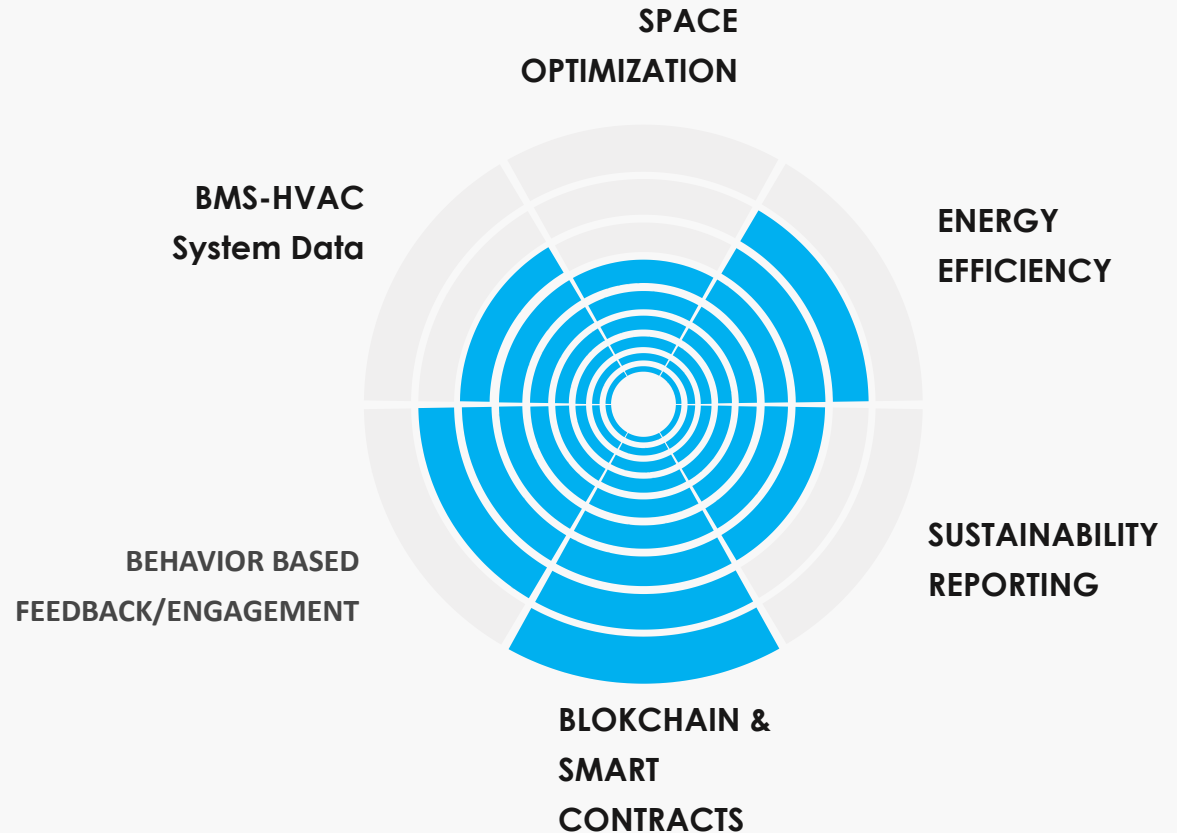 SPACE
OPTIMIZATION
BMS-HVAC
System Data
ENERGY
EFFICIENCY
BEHAVIOR BASED
FEEDBACK/ENGAGEMENT
SUSTAINABILITY
REPORTING
BLOKCHAIN &
SMART
CONTRACTS